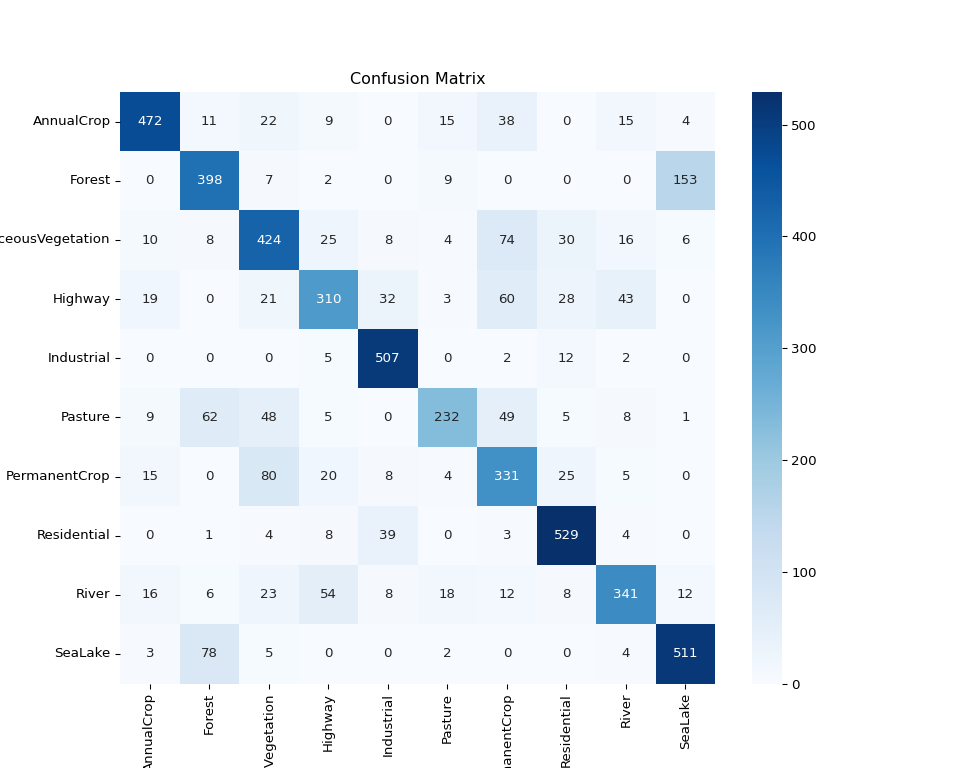 Confusion Matrix
AnnualCrop 472 11 22 9 0 15 38 0 15 4
Forest 0 398 7 2 0 9 0 0 0 153
ceousVegetation 10 8 424 25 8 4 74 30 16 6
Highway 19 0 21 310 32 3 60 28 43 0
Industrial 0 0 0 5 507 0 2 12 2 0
Pasture 9 62 48 5 0 232 49 5 8 1
PermanentCrop 15 0 80 20 8 4 331 25 5 0
Residential 0 1 4 8 39 0 3 529 4 0
River 16 6 23 54 8 18 12 8 341 12
SeaLake 3 78 5 0 0 2 0 0 4 511
AnnualCrop
Forest
Vegetation
Highway
Industrial
Pasture
nanentCrop
Residential
River
SeaLake
500
400
300
200
100
0